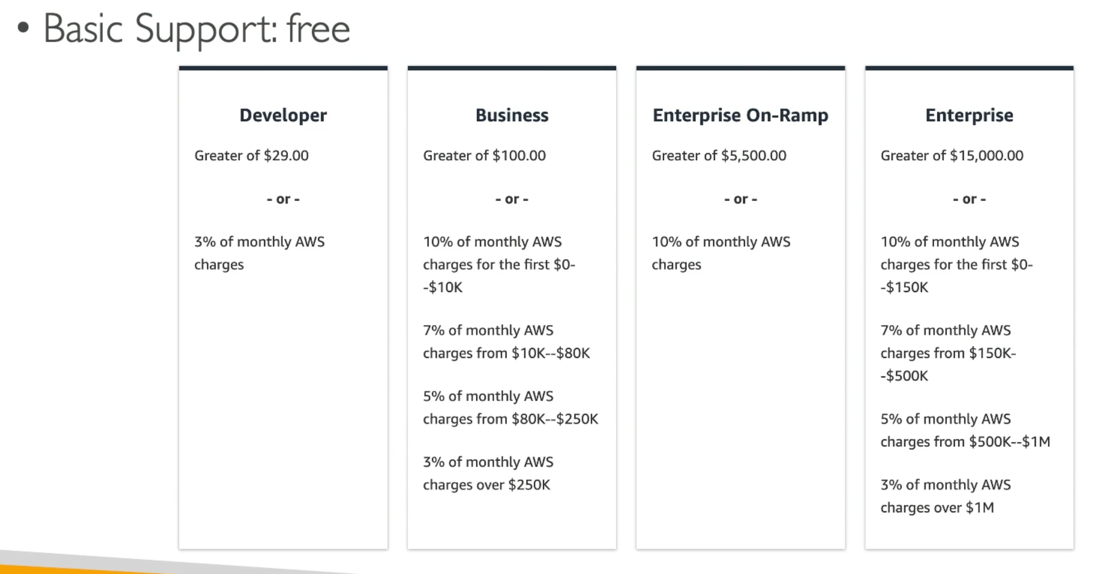 • Basic Support: free
Developer
Greater of $29.00
- or -
3% of monthly AWS
charges
Business
Greater of $100.00
- or -
10% of monthly AWS
charges for the first $0-
-$10K
7% of monthly AWS
charges from $10K--$80K
5% of monthly AWS
charges from $80K--$250K
3% of monthly AWS
charges over $250K
Enterprise On-Ramp
Greater of $5,500.00
- or -
10% of monthly AWS
charges
Enterprise
Greater of $15,000.00
- or -
10% of monthly AWS
charges for the first $0-
-$150K
7% of monthly AWS
charges from $150K-
-$500K
5% of monthly AWS
charges from $500K--$1M
3% of monthly AWS
charges over $1M